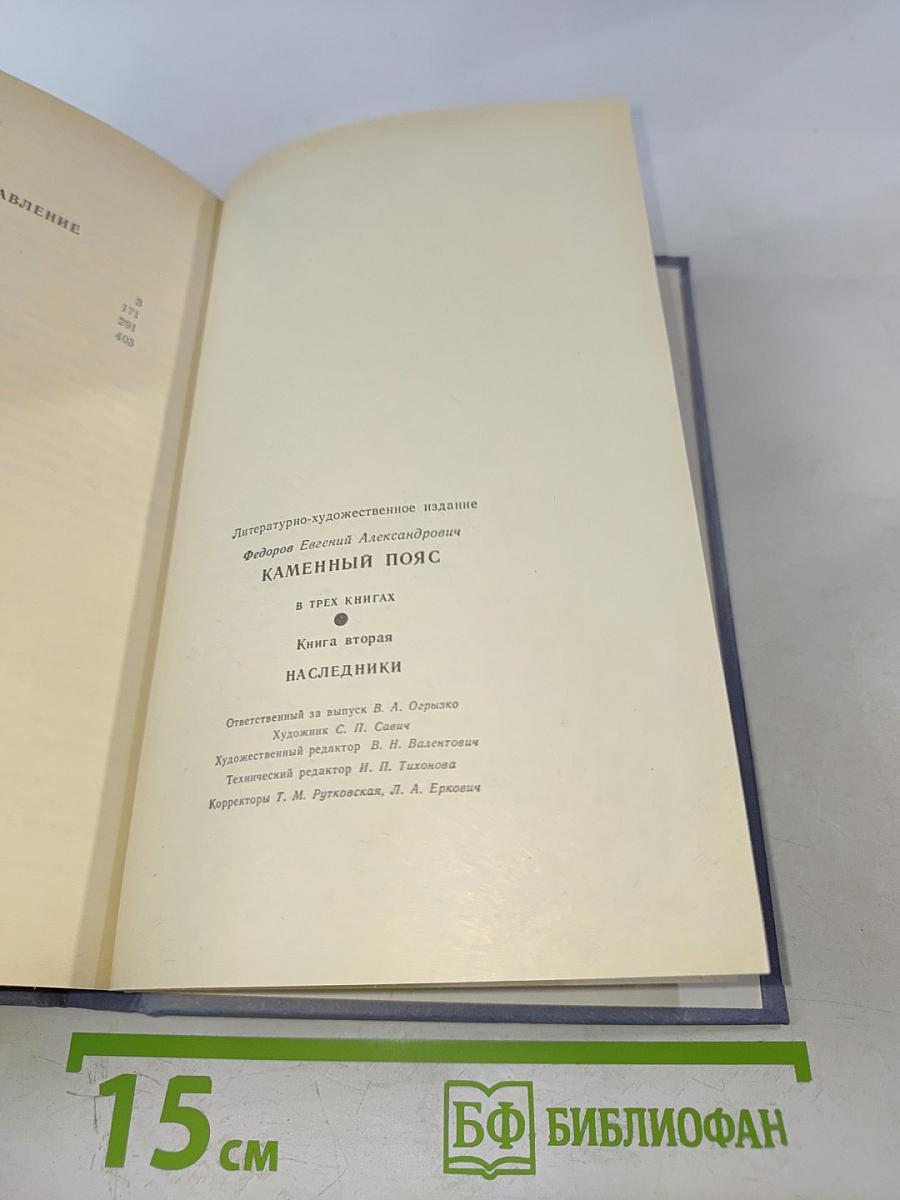 АВЛЕНИЕ
3
171
291
403
Литературно-художественное издание
Федоров Евгений Александрович
КАМЕННЫЙ ПОЯС
В ТРЕХ КНИГАХ
Книга вторая
НАСЛЕДНИКИ
Ответственный за выпуск В. А. Огрызко
Художник С. П. Савич
Художественный редактор В. Н. Валентович
Технический редактор И. П. Тихонова
Корректоры Т. М. Рутковская, Л. А. Еркович
15 см
БФ БИБЛИОФАН